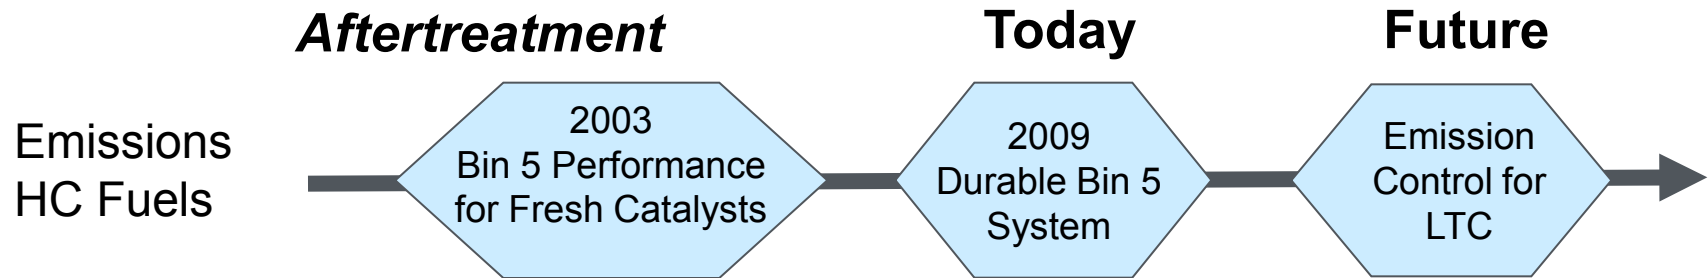 Aftertreatment
Today
Future
Emissions
HC Fuels
2003
Bin 5 Performance
for Fresh Catalysts
2009
Durable Bin 5
System
Emission
Control for
LTC